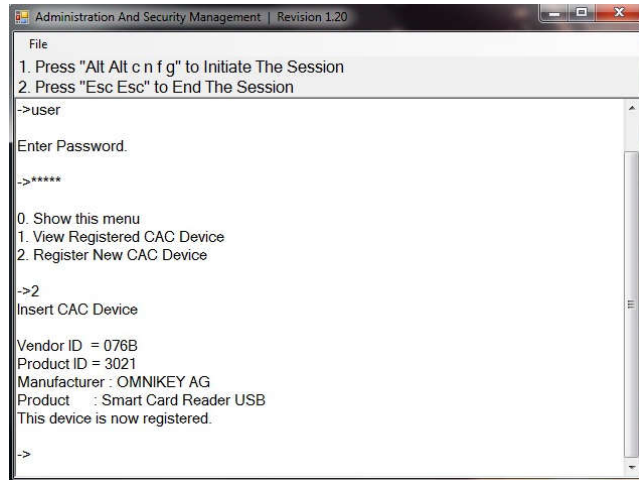 Administration And Security Management | Revision 1.20
File
1. Press "Alt Alt c n f g" to Initiate The Session
2. Press "Esc Esc" to End The Session
->user
Enter Password.
->*****
0. Show this menu
1. View Registered CAC Device
2. Register New CAC Device
->2
Insert CAC Device
Vendor ID = 076B
Product ID = 3021
Manufacturer : OMNIKEY AG
Product : Smart Card Reader USB
This device is now registered.
->